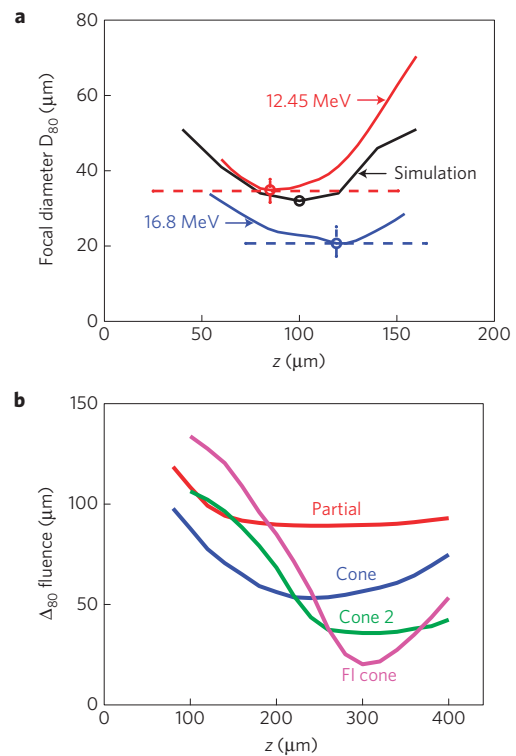 a
80
60
40
20
0
Focal diameter D80 (μm)
12.45 MeV
Simulation
16.8 MeV
0
50
100
150
200
z (μm)
b
150
100
50
0
Δ80 fluence (μm)
Partial
Cone
Cone 2
FI cone
0
100
200
300
400
z (μm)